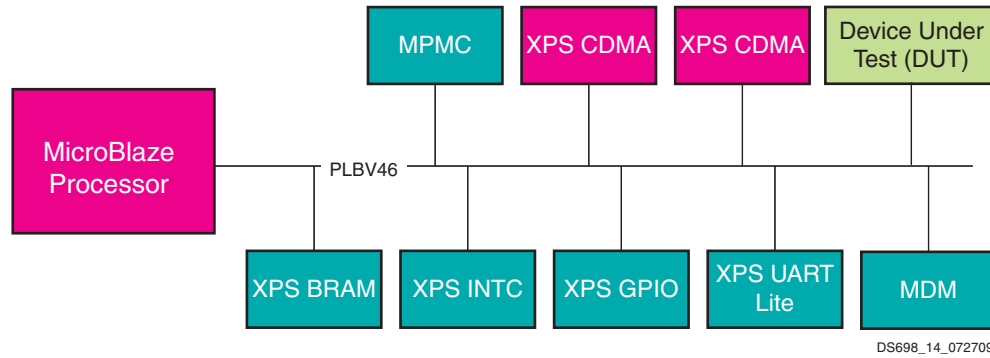 MPMC
XPS CDMA
XPS CDMA
Device Under
Test (DUT)
MicroBlaze
Processor
PLBV46
XPS BRAM
XPS INTC
XPS GPIO
XPS UART
Lite
MDM
DS698_14_072709